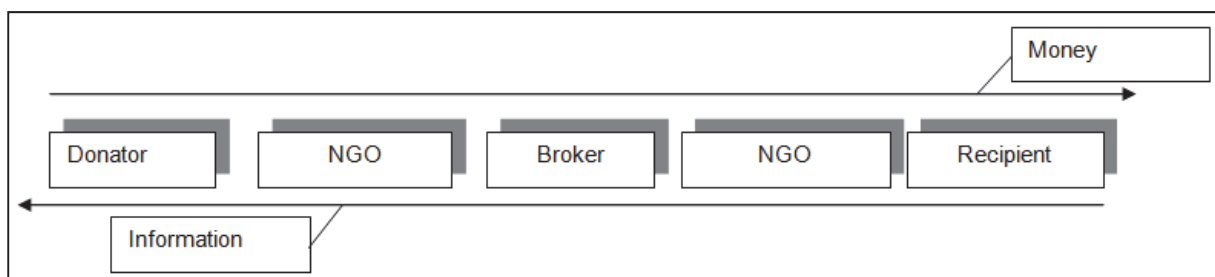 Money
Donator
NGO
Broker
NGO
Recipient
Information